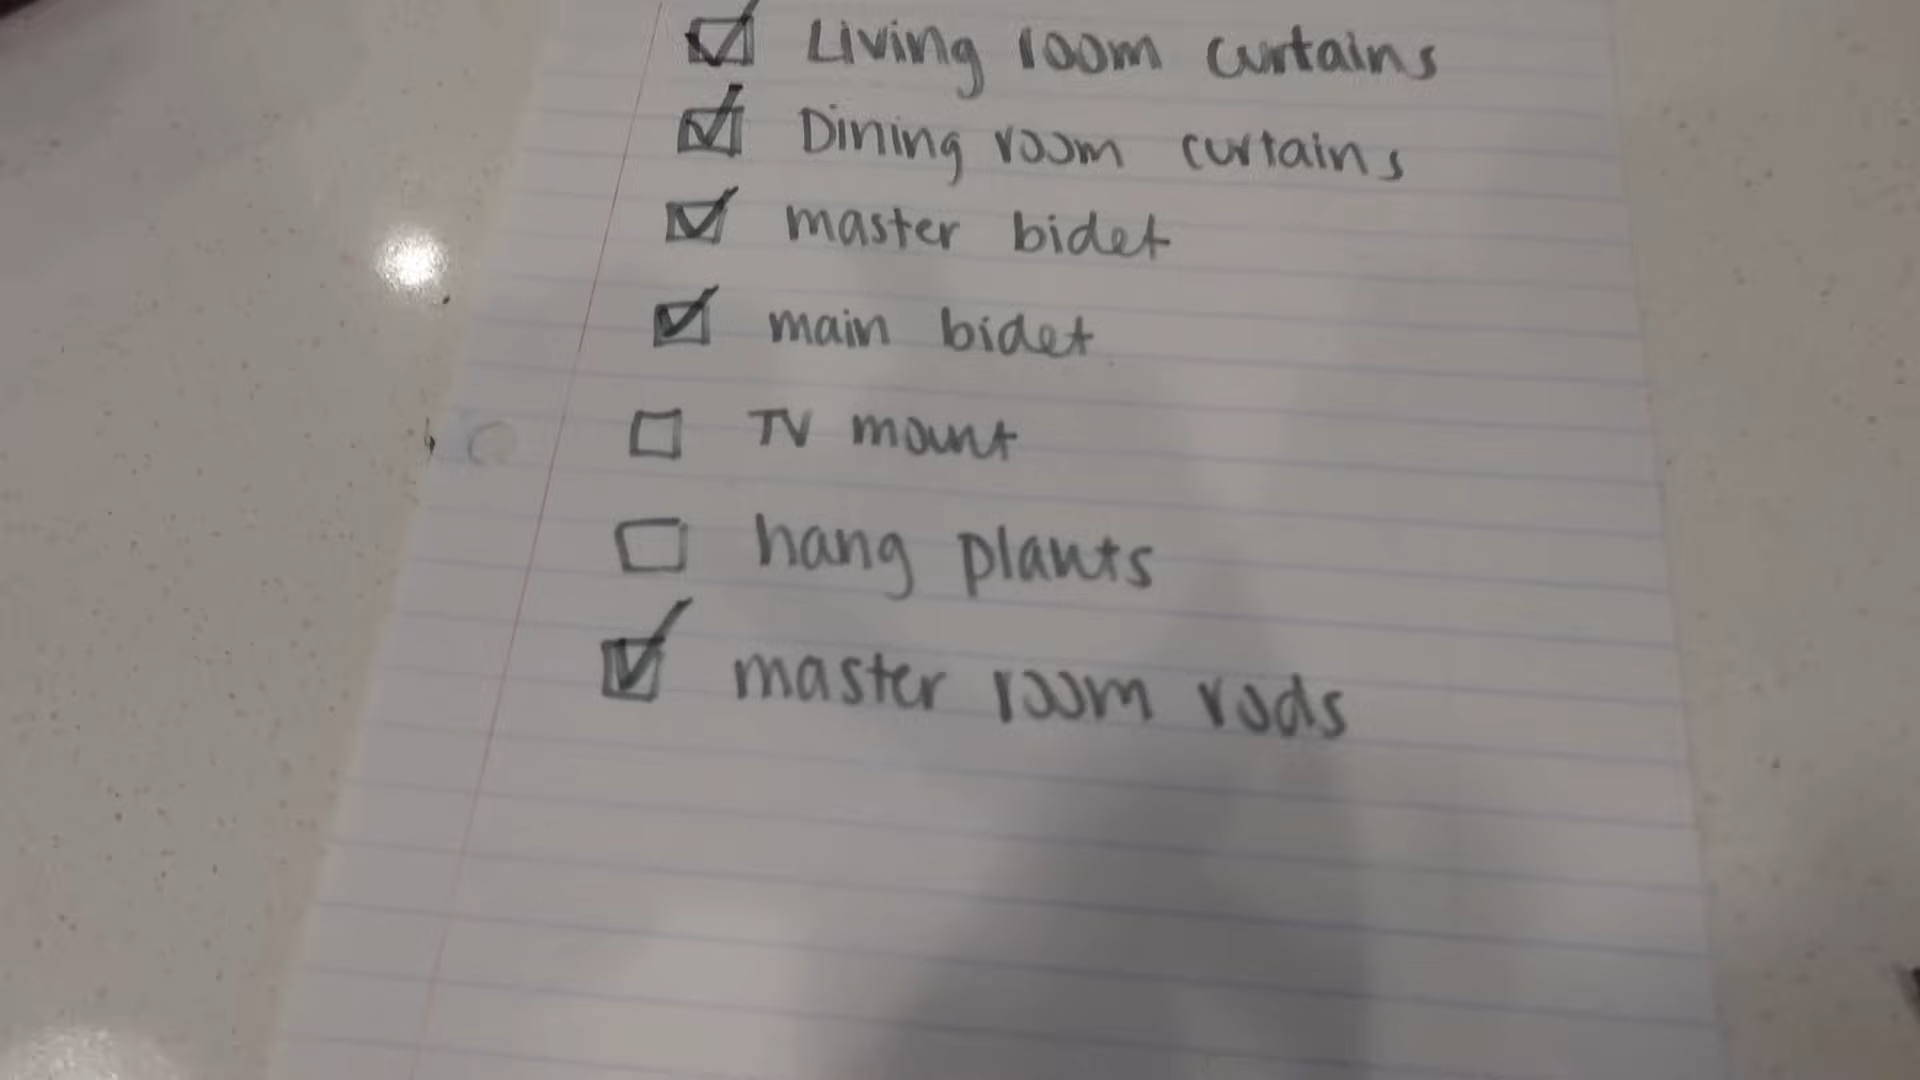 Living room curtains
Dining room curtains
master bidet
main bidet
TV mount
hang plants
master room rods